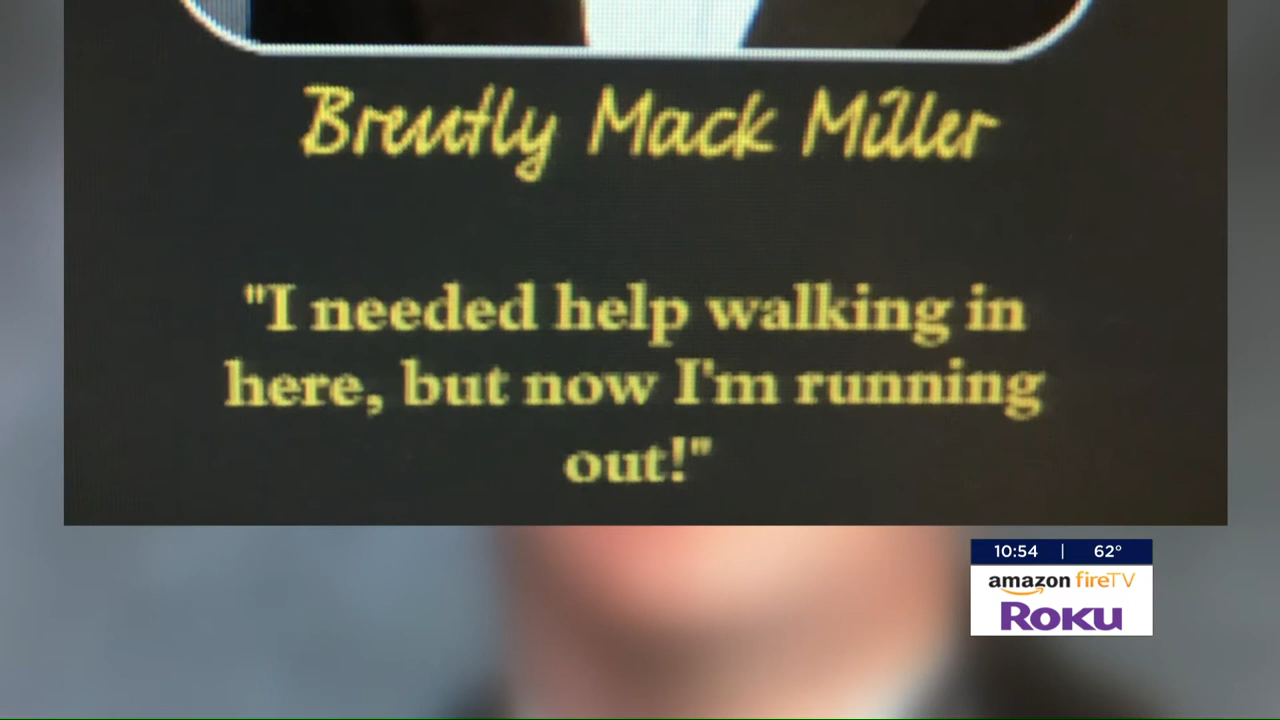 Brently Mack Miller
"I needed help walking in
here, but now I'm running
out!"
10:54 | 62°
amazon fireTV
ROKU